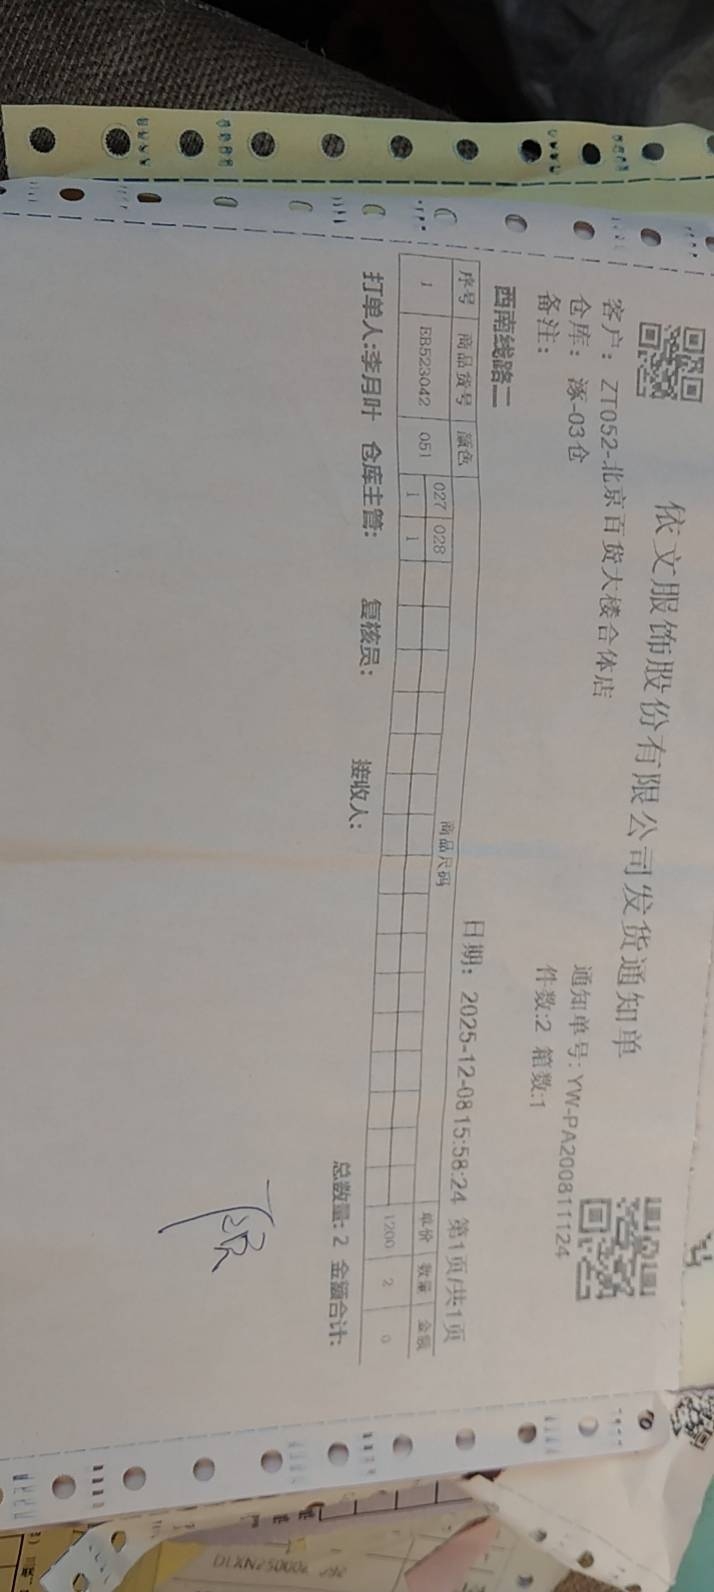 依文服饰股份有限公司发货通知单
客户：ZT052-北京百货大楼合体店
通知单号:YW-PA200811124
仓库：涿-03仓
件数:2 箱数:1
备注：
西南线路二
日期：2025-12-08 15:58:24 第1页/共1页
序号 商品货号 颜色 商品尺码 单价 数量 金额
027 028
1 EB523042 051 1 1 1200 2 0
总数量: 2 金额合计:
打单人:李月叶 仓库主管: 复核员: 接收人: